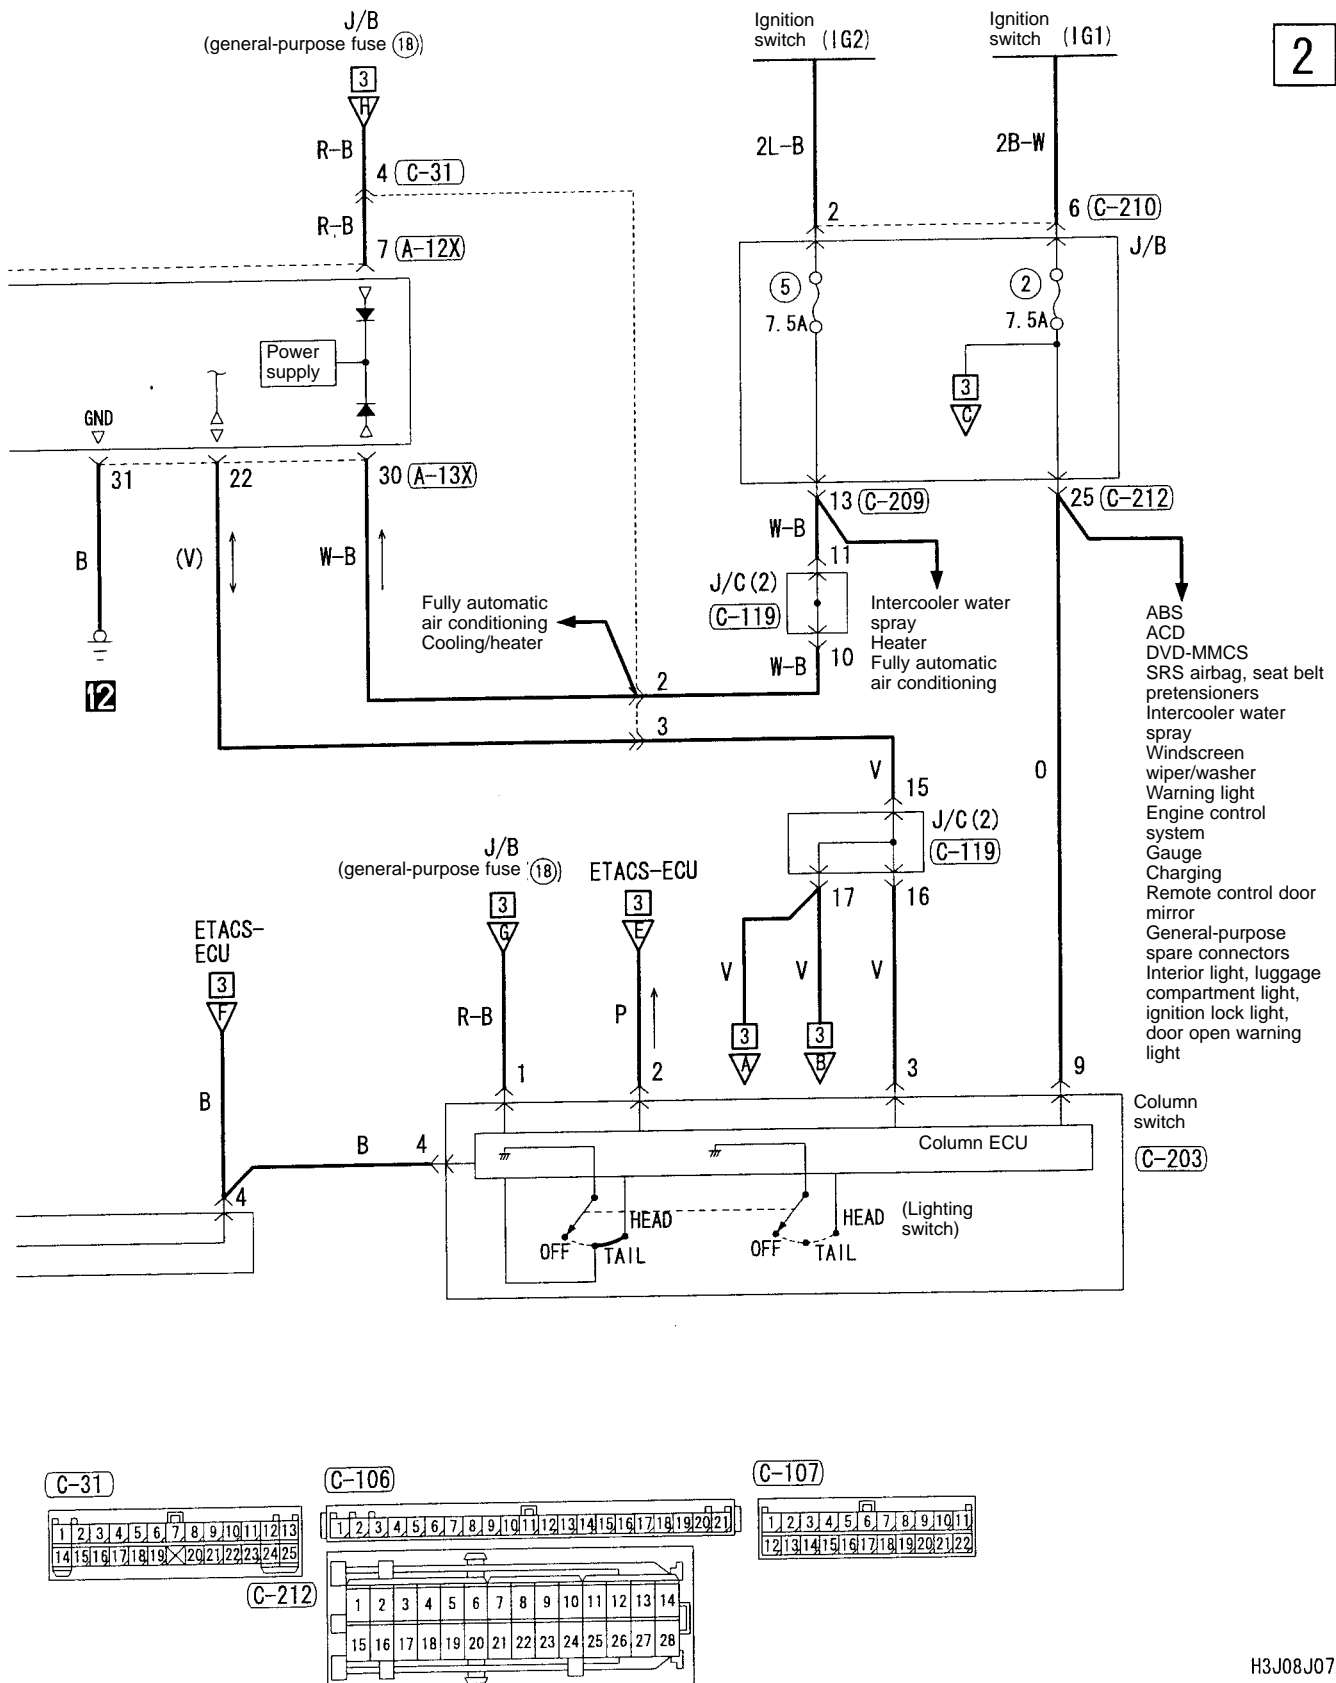 J/B
(general-purpose fuse 18)
3
H
R-B
4 C-31
R-B
7 A-12X
Ignition
switch (IG2)
Ignition
switch (IG1)
2
2L-B
2B-W
2
6 C-210
J/B
5
7.5A
2
7.5A
3
C
Power
supply
GND
31
22
30 A-13X
B
(V)
W-B
12
13 C-209
25 C-212
W-B
11
J/C(2)
C-119
W-B
10
Fully automatic
air conditioning
Cooling/heater
Intercooler water
spray
Heater
Fully automatic
air conditioning
2
3
ABS
ACD
DVD-MMCS
SRS airbag, seat belt
pretensioners
Intercooler water
spray
Windscreen
wiper/washer
Warning light
Engine control
system
Gauge
Charging
Remote control door
mirror
General-purpose
spare connectors
Interior light, luggage
compartment light,
ignition lock light,
door open warning
light
V
15
O
J/C(2)
C-119
17
16
J/B
(general-purpose fuse 18)
ETACS-ECU
3
G
3
E
ETACS-
ECU
3
F
R-B
P
V
V
V
3
A
3
B
1
2
3
9
B
B
4
4
Column
switch
C-203
Column ECU
HEAD
OFF
TAIL
HEAD
OFF
TAIL
(Lighting
switch)
C-31
1 2 3 4 5 6 7 8 9 10 11 12 13
14 15 16 17 18 19 20 21 22 23 24 25
C-106
1 2 3 4 5 6 7 8 9 10 11 12 13 14 15 16 17 18 19 20 21
C-107
1 2 3 4 5 6 7 8 9 10 11
12 13 14 15 16 17 18 19 20 21 22
C-212
1 2 3 4 5 6 7 8 9 10 11 12 13 14
15 16 17 18 19 20 21 22 23 24 25 26 27 28
H3J08J07